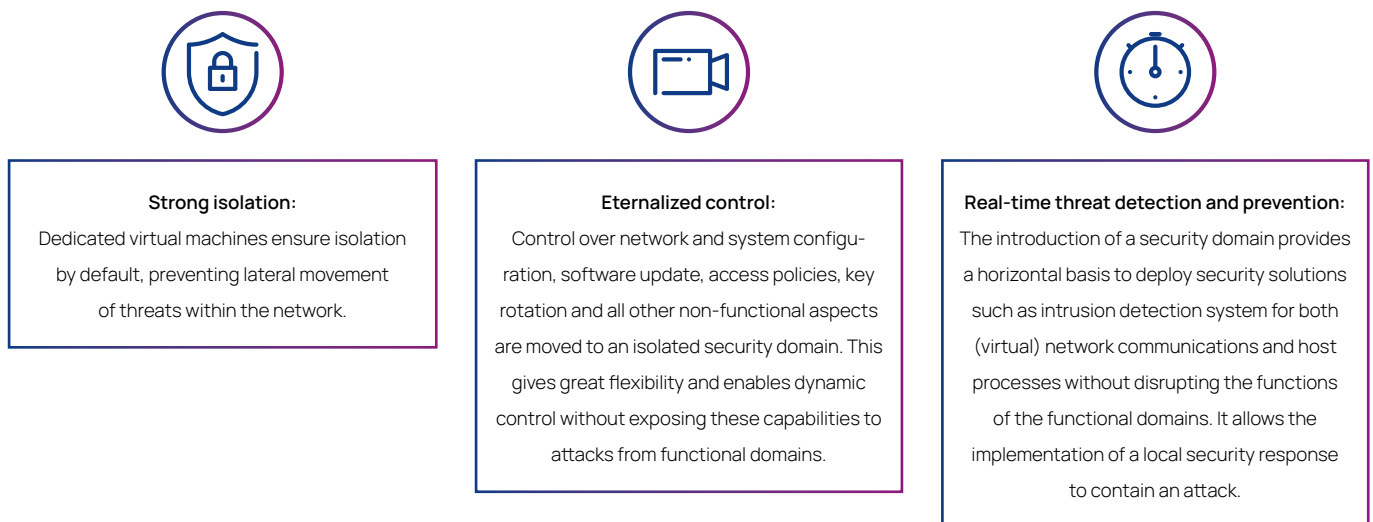 Strong isolation:
Dedicated virtual machines ensure isolation
by default, preventing lateral movement
of threats within the network.
Eternalized control:
Control over network and system configu-
ration, software update, access policies, key
rotation and all other non-functional aspects
are moved to an isolated security domain. This
gives great flexibility and enables dynamic
control without exposing these capabilities to
attacks from functional domains.
Real-time threat detection and prevention:
The introduction of a security domain provides
a horizontal basis to deploy security solutions
such as intrusion detection system for both
(virtual) network communications and host
processes without disrupting the functions
of the functional domains. It allows the
implementation of a local security response
to contain an attack.